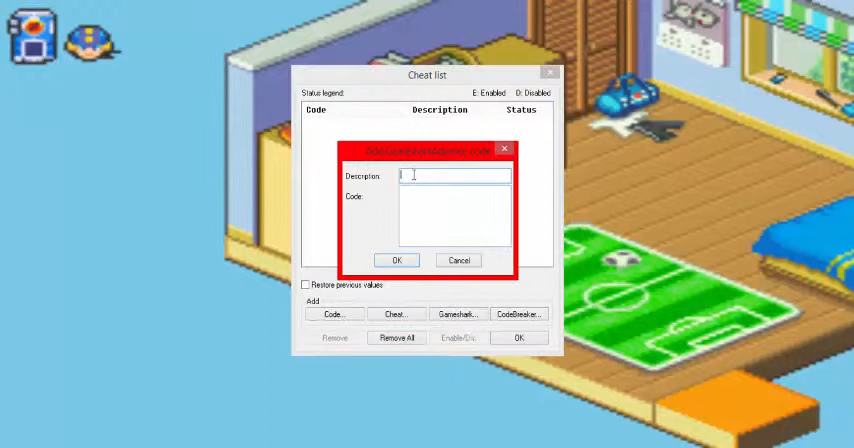 Cheat list
Status legend: E: Enabled D: Disabled
Code Description Status
Description:
Code:
OK Cancel
Restore previous values
Add
Code... Cheat... Gameshark... CodeBreaker...
Remove Remove All Enable/Dis. OK